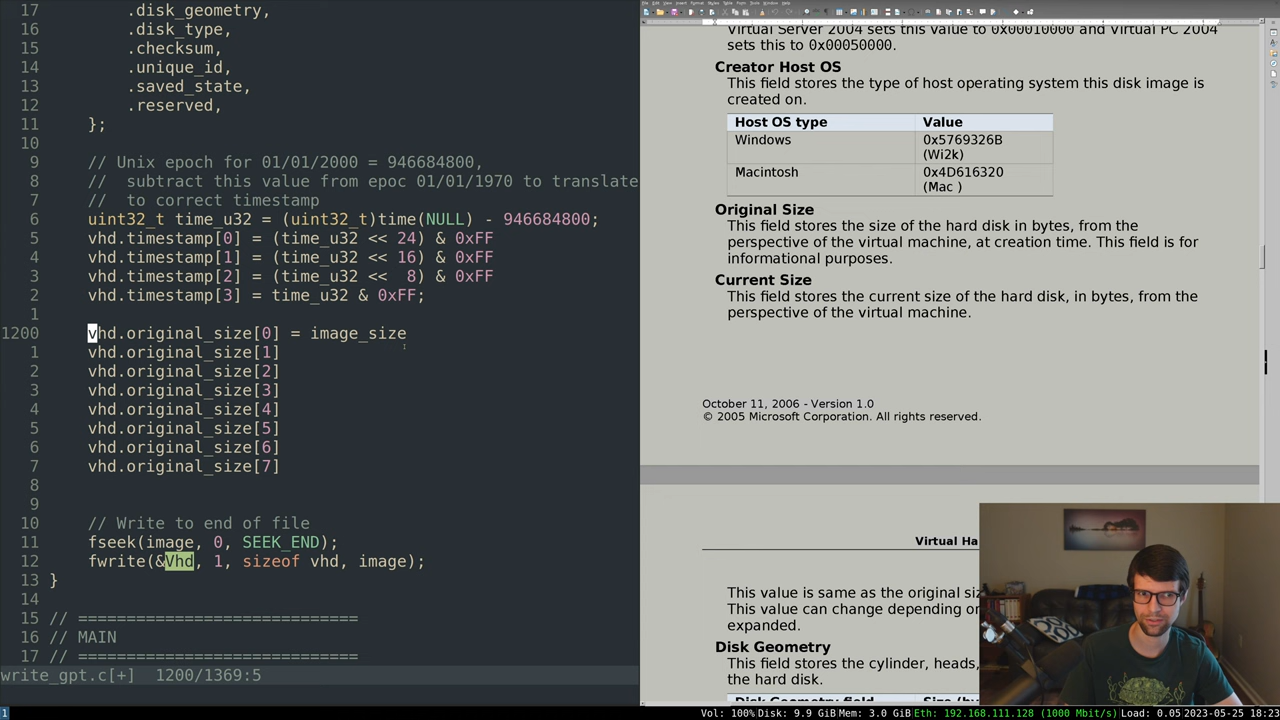 17 .disk_geometry,
16 .disk_type,
15 .checksum,
14 .unique_id,
13 .saved_state,
12 .reserved,
11 };
10
9 // Unix epoch for 01/01/2000 = 946684800,
8 // subtract this value from epoc 01/01/1970 to translate
7 // to correct timestamp
6 uint32_t time_u32 = (uint32_t)time(NULL) - 946684800;
5 vhd.timestamp[0] = (time_u32 << 24) & 0xFF
4 vhd.timestamp[1] = (time_u32 << 16) & 0xFF
3 vhd.timestamp[2] = (time_u32 <<  8) & 0xFF
2 vhd.timestamp[3] = time_u32 & 0xFF;
1
1200 vhd.original_size[0] = image_size
1 vhd.original_size[1]
2 vhd.original_size[2]
3 vhd.original_size[3]
4 vhd.original_size[4]
5 vhd.original_size[5]
6 vhd.original_size[6]
7 vhd.original_size[7]
8
9
10 // Write to end of file
11 fseek(image, 0, SEEK_END);
12 fwrite(&Vhd, 1, sizeof vhd, image);
13 }
14
15 // =============================
16 // MAIN
17 // =============================
write_gpt.c[+] 1200/1369:5
Virtual Server 2004 sets this value to 0x00010000 and Virtual PC 2004
sets this to 0x00050000.
Creator Host OS
This field stores the type of host operating system this disk image is
created on.
Host OS type Value
Windows 0x5769326B
(Wi2k)
Macintosh 0x4D616320
(Mac )
Original Size
This field stores the size of the hard disk in bytes, from the
perspective of the virtual machine, at creation time. This field is for
informational purposes.
Current Size
This field stores the current size of the hard disk, in bytes, from the
perspective of the virtual machine.
October 11, 2006 - Version 1.0
© 2005 Microsoft Corporation. All rights reserved.
Virtual Ha
This value is same as the original si
This value can change depending on
expanded.
Disk Geometry
This field stores the cylinder, heads,
the hard disk.
Disk Geometry field Size (by
1 Vol: 100% Disk: 9.9 GiB Mem: 3.0 GiB Eth: 192.168.111.128 (1000 Mbit/s) Load: 0.05 2023-05-25 18:23